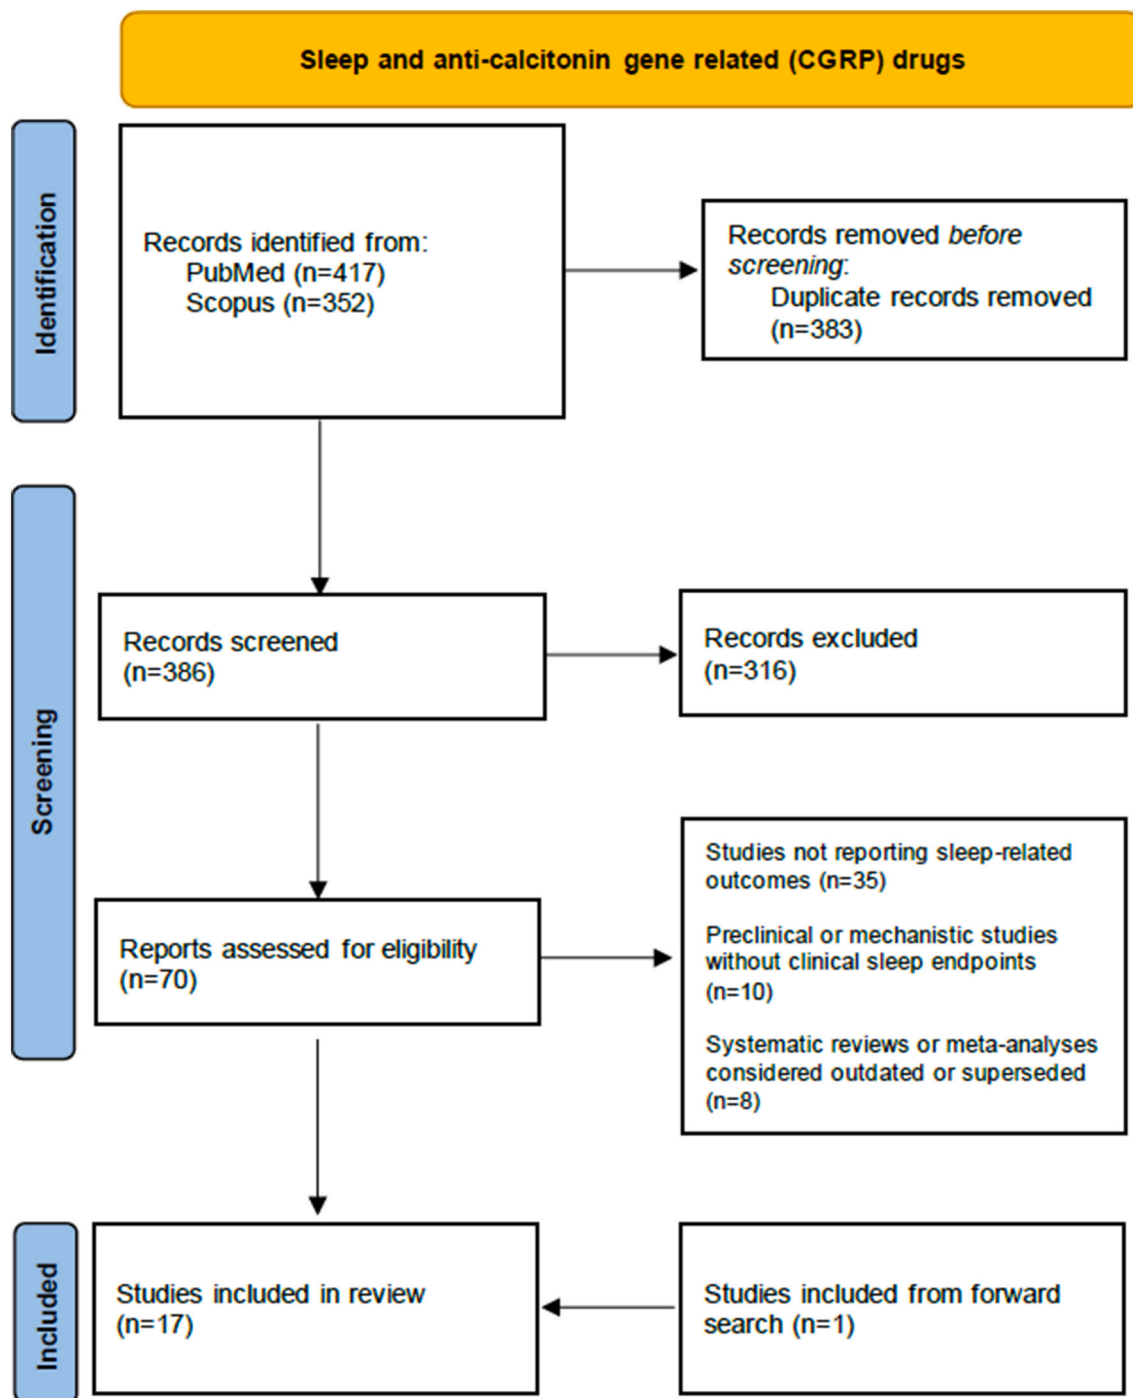 Sleep and anti-calcitonin gene related (CGRP) drugs
Identification
Records identified from:
PubMed (n=417)
Scopus (n=352)
Records removed before
screening:
Duplicate records removed
(n=383)
Screening
Records screened
(n=386)
Records excluded
(n=316)
Reports assessed for eligibility
(n=70)
Studies not reporting sleep-related
outcomes (n=35)
Preclinical or mechanistic studies
without clinical sleep endpoints
(n=10)
Systematic reviews or meta-analyses
considered outdated or superseded
(n=8)
Included
Studies included in review
(n=17)
Studies included from forward
search (n=1)